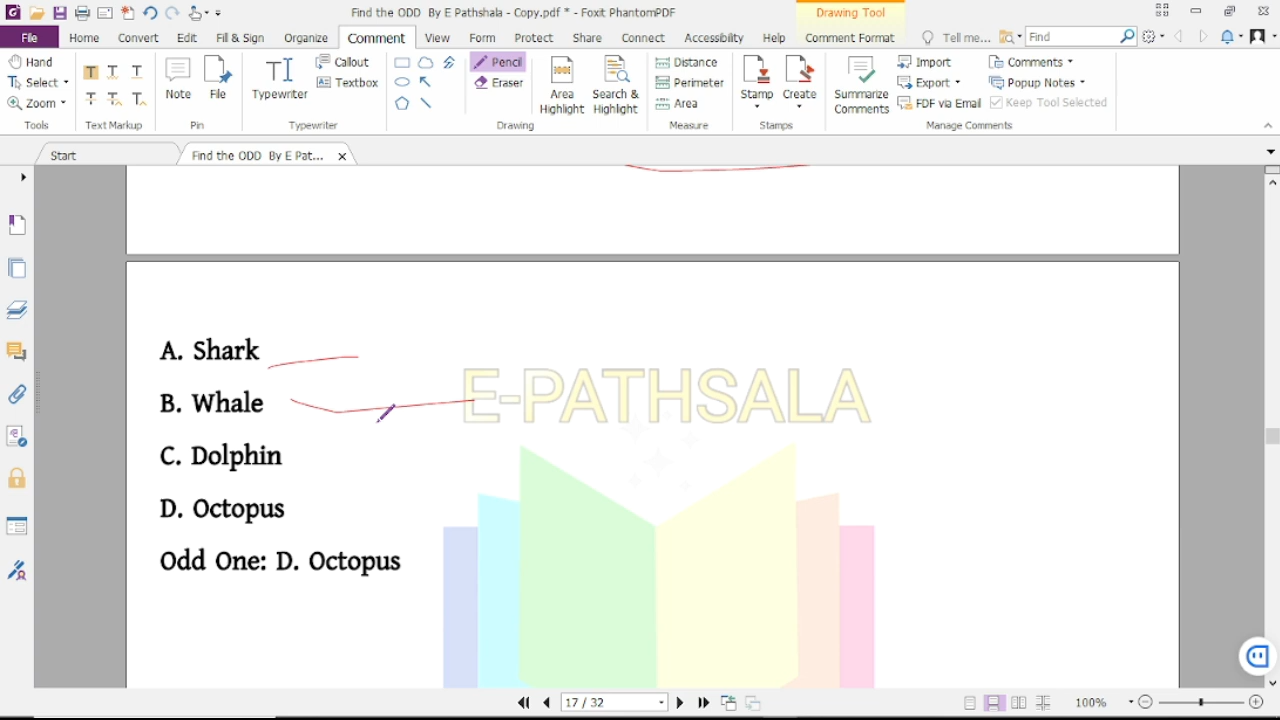 Find the ODD By E Pathshala - Copy.pdf * - Foxit PhantomPDF
Drawing Tool
File Home Convert Edit Fill & Sign Organize Comment View Form Protect Share Connect Accessibility Help Comment Format Tell me... Find
Hand
Select
Zoom
Tools
T T T
T T T
Text Markup
Note
File
Pin
Typewriter
Callout
Textbox
Typewriter
Pencil
Eraser
Area Highlight
Search & Highlight
Drawing
Distance
Perimeter
Area
Measure
Stamp
Create
Stamps
Summarize Comments
Import
Export
FDF via Email
Comments
Popup Notes
Keep Tool Selected
Manage Comments
Start
Find the ODD By E Pat...
E-PATHSALA
A. Shark
B. Whale
C. Dolphin
D. Octopus
Odd One: D. Octopus
17 / 32
100%